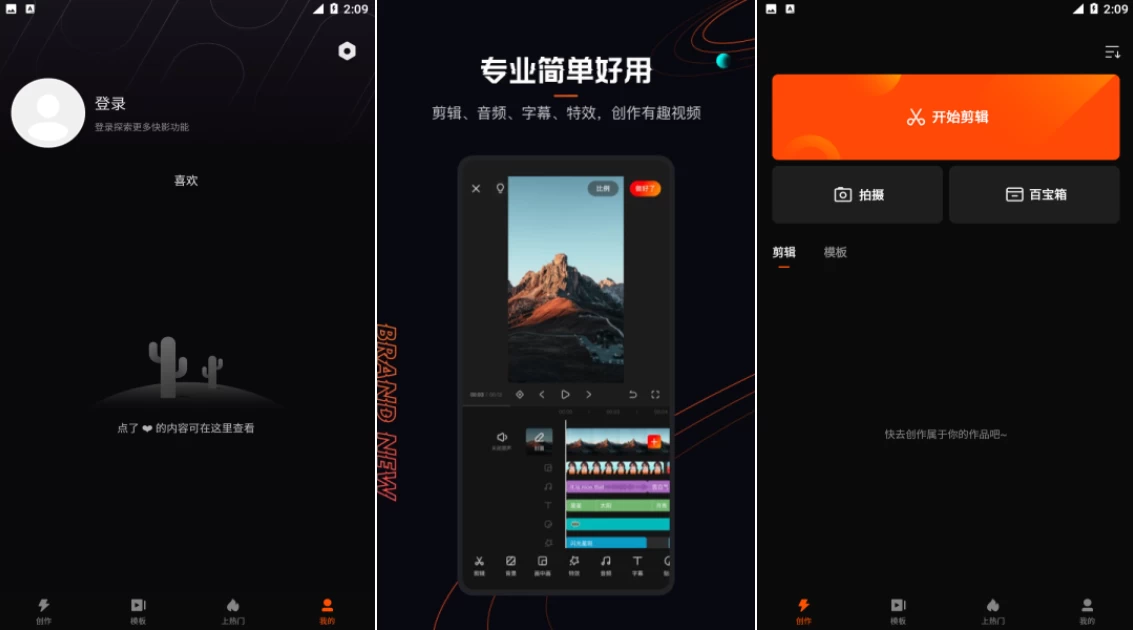 2:09
登录
登录探索更多快影功能
喜欢
点了 ❤ 的内容可在这里查看
创作
模板
上热门
我的
专业简单好用
剪辑、音频、字幕、特效，创作有趣视频
BRAND NEW
比例
做好了
封面
剪辑
背景
画中画
特效
音频
字幕
2:09
开始剪辑
拍摄
百宝箱
剪辑
模板
快去创作属于你的作品吧~
创作
模板
上热门
我的